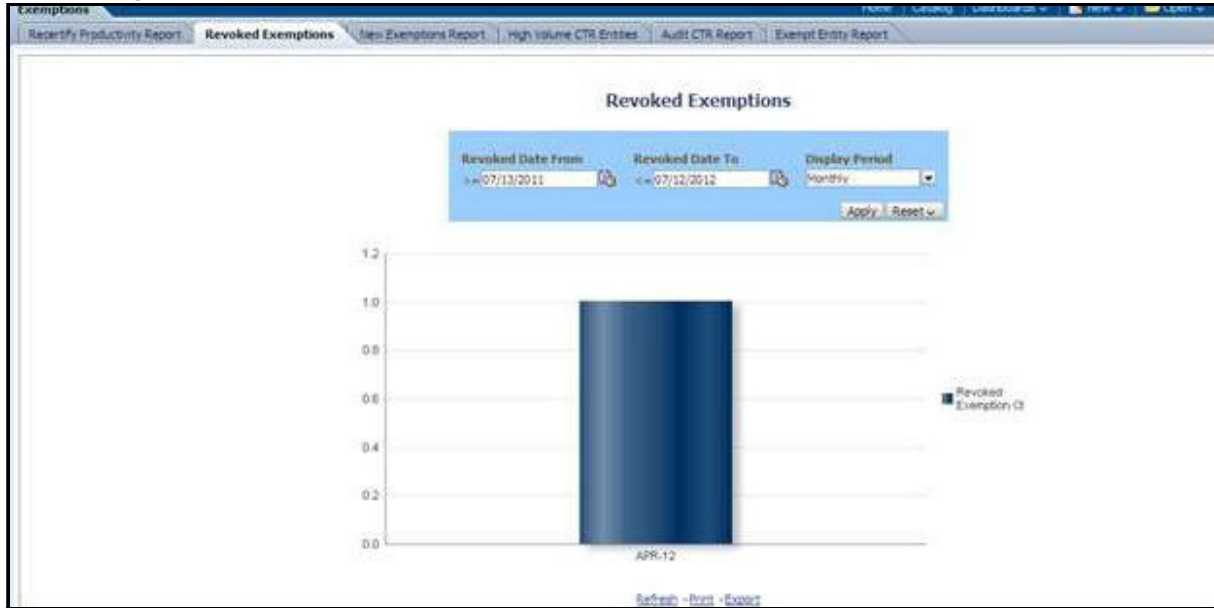 Exemptions
Home Catalog Dashboards New Open
Recertify Productivity Report Revoked Exemptions New Exemptions Report High Volume CTR Entities Audit CTR Report Exempt Entity Report
Revoked Exemptions
Revoked Date From Revoked Date To Display Period
>= 07/13/2011 <= 07/12/2012 Monthly
Apply Reset
1.2
1.0
0.8
0.6
0.4
0.2
0.0
Revoked
Exemption Ct
APR-12
Refresh - Print - Export